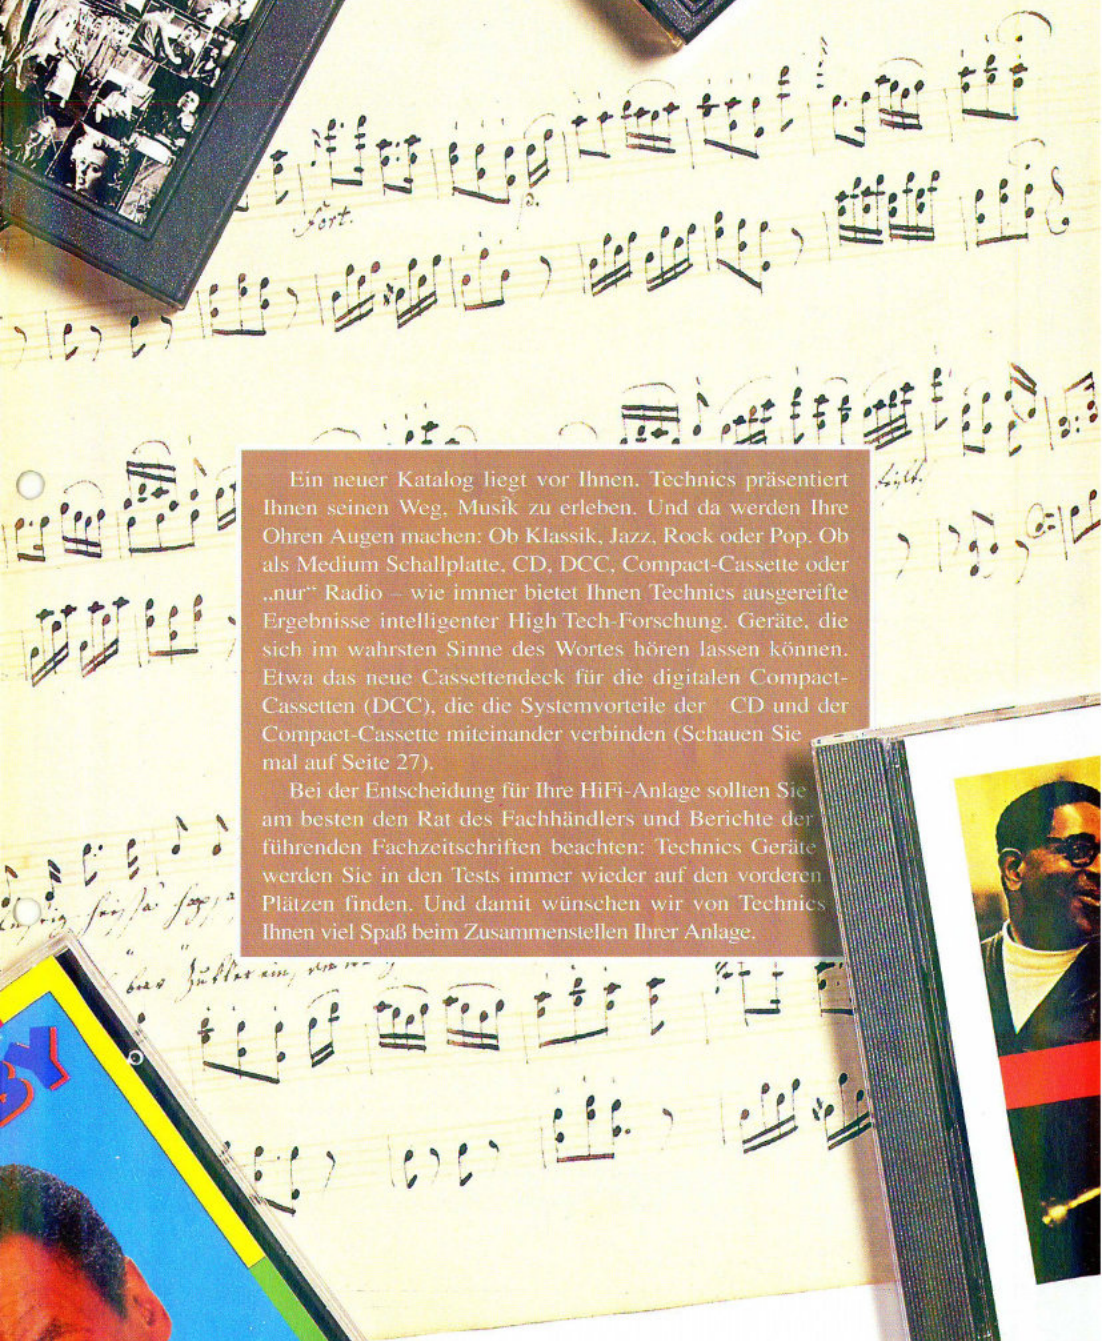 fort.
p.
Ein neuer Katalog liegt vor Ihnen. Technics präsentiert
Ihnen seinen Weg, Musik zu erleben. Und da werden Ihre
Ohren Augen machen: Ob Klassik, Jazz, Rock oder Pop. Ob
als Medium Schallplatte, CD, DCC, Compact-Cassette oder
„nur“ Radio – wie immer bietet Ihnen Technics ausgereifte
Ergebnisse intelligenter High Tech-Forschung. Geräte, die
sich im wahrsten Sinne des Wortes hören lassen können.
Etwa das neue Cassettendeck für die digitalen Compact-
Cassetten (DCC), die die Systemvorteile der CD und der
Compact-Cassette miteinander verbinden (Schauen Sie
mal auf Seite 27).
Bei der Entscheidung für Ihre HiFi-Anlage sollten Sie
am besten den Rat des Fachhändlers und Berichte der
führenden Fachzeitschriften beachten: Technics Geräte
werden Sie in den Tests immer wieder auf den vorderen
Plätzen finden. Und damit wünschen wir von Technics
Ihnen viel Spaß beim Zusammenstellen Ihrer Anlage.
BY